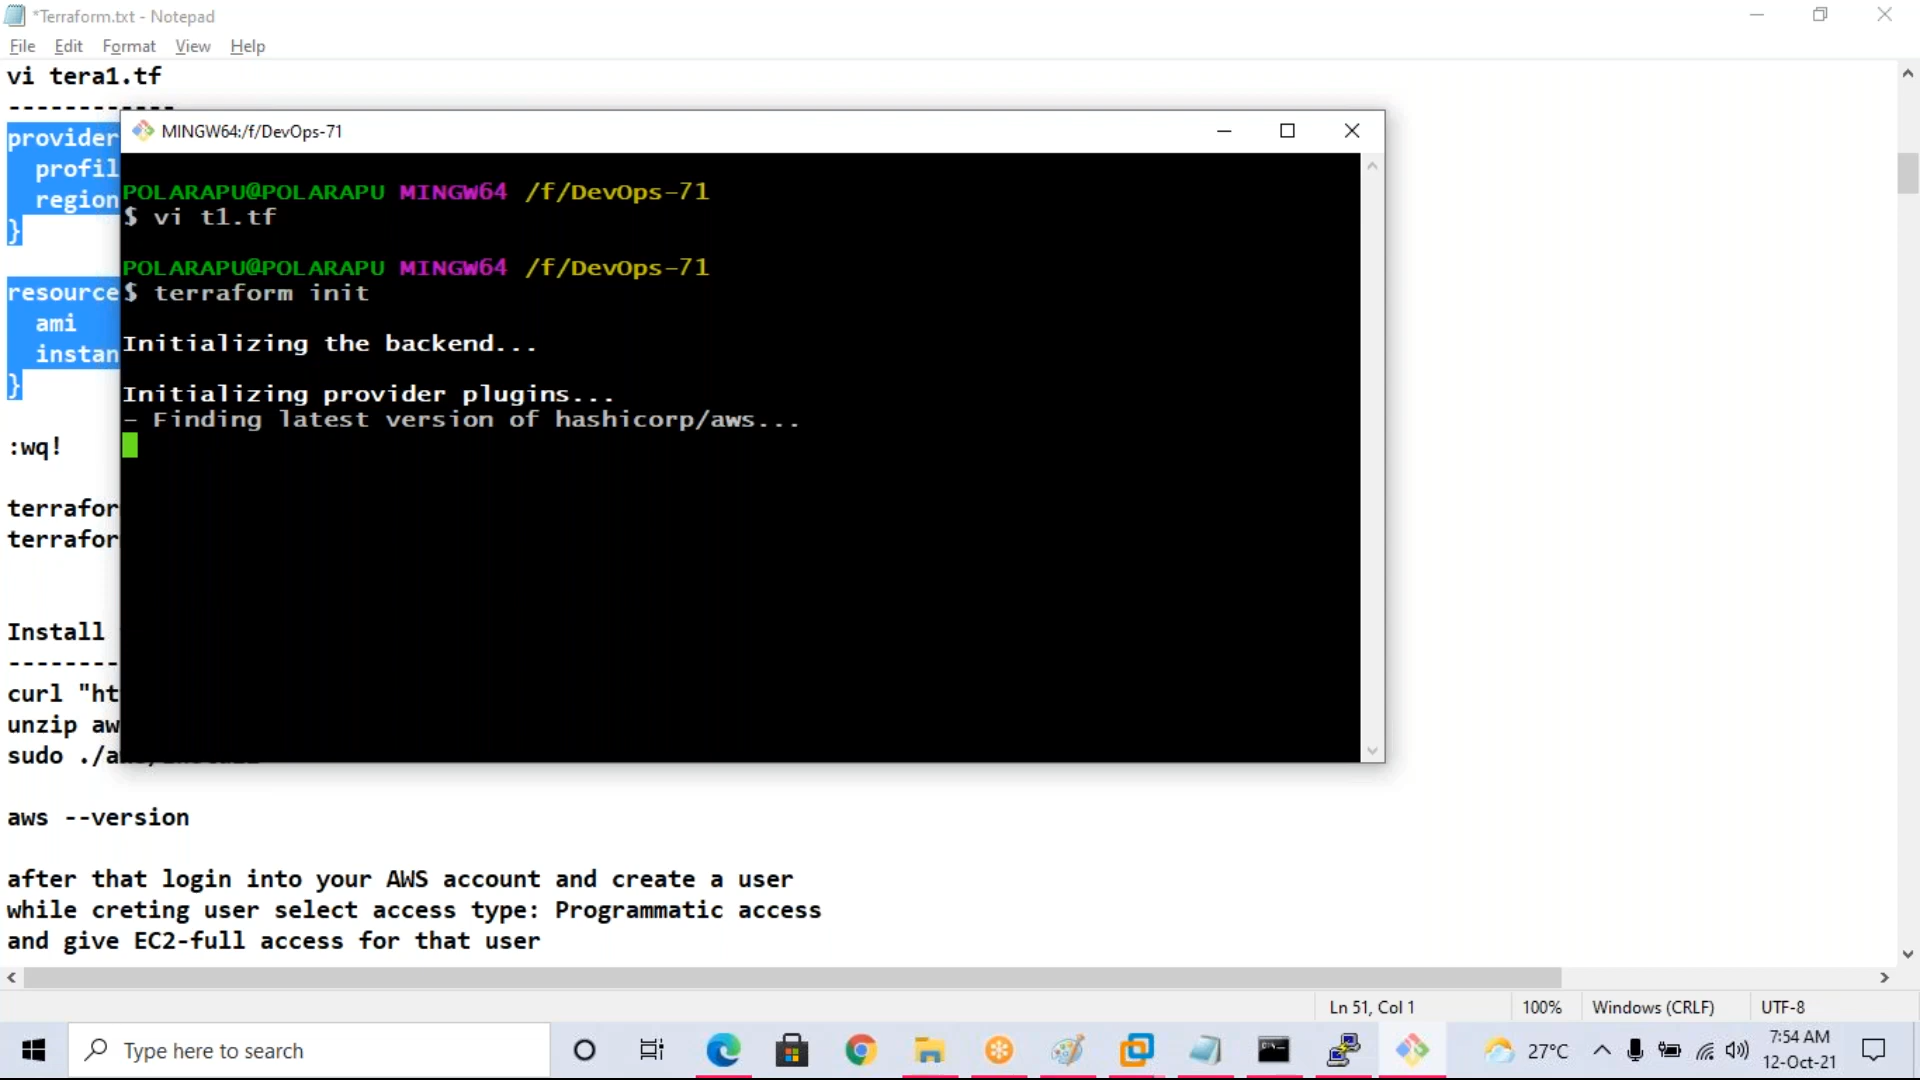 *Terraform.txt - Notepad
File Edit Format View Help
vi tera1.tf
------------
provider
profil
region
}
resource
ami
instan
}
:wq!
terrafor
terrafor
Install
--------
curl "ht
unzip aw
sudo ./a
aws --version
after that login into your AWS account and create a user
while creting user select access type: Programmatic access
and give EC2-full access for that user
MINGW64:/f/DevOps-71
POLARAPU@POLARAPU MINGW64 /f/DevOps-71
$ vi t1.tf
POLARAPU@POLARAPU MINGW64 /f/DevOps-71
$ terraform init
Initializing the backend...
Initializing provider plugins...
- Finding latest version of hashicorp/aws...
Ln 51, Col 1 100% Windows (CRLF) UTF-8
Type here to search
27°C
7:54 AM
12-Oct-21